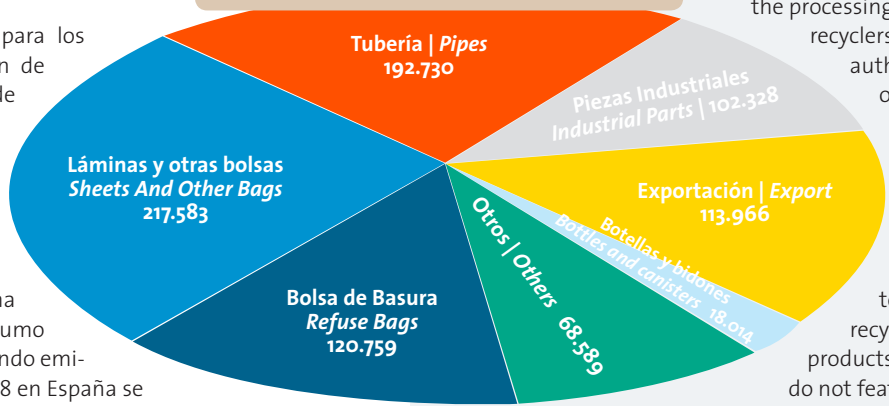 para los
n de
de
the processing
recyclers
auth
o
Tubería | Pipes
192.730
Piezas Industriales
Industrial Parts | 102.328
Láminas y otras bolsas
Sheets And Other Bags
217.583
Exportación | Export
113.966
Botellas y bidones
Bottles and canisters 18.014
Otros | Others 68.589
Bolsa de Basura
Refuse Bags
120.759
na
umo
ndo emi-
8 en España se
to
recy
products
do not feat